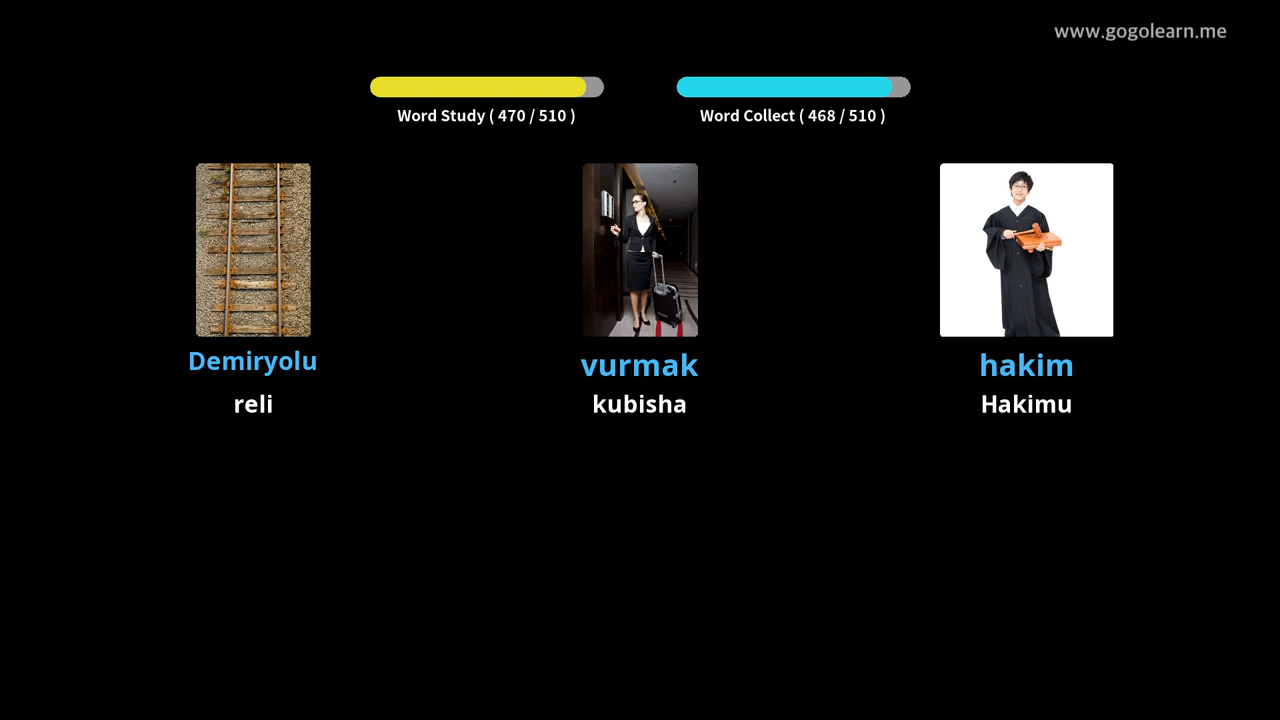 www.gogolearn.me
Word Study ( 470 / 510 )
Word Collect ( 468 / 510 )
Demiryolu
vurmak
hakim
reli
kubisha
Hakimu